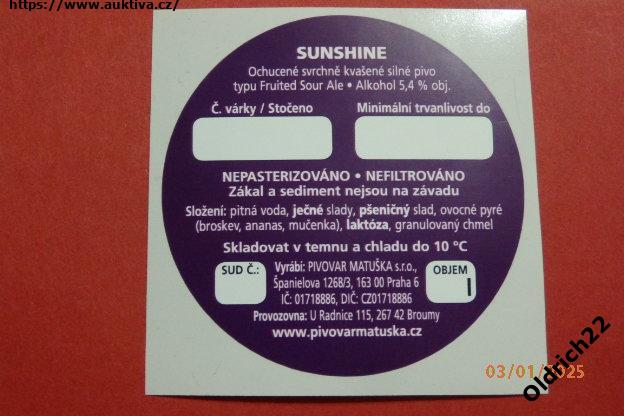 https://www.auktiva.cz/
SUNSHINE
Ochucené svrchně kvašené silné pivo
typu Fruited Sour Ale • Alkohol 5,4 % obj.
Č. várky / Stočeno
Minimální trvanlivost do
NEPASTERIZOVÁNO • NEFILTROVÁNO
Zákal a sediment nejsou na závadu
Složení: pitná voda, ječné slady, pšeničný slad, ovocné pyré
(broskev, ananas, mučenka), laktóza, granulovaný chmel
Skladovat v temnu a chladu do 10 °C
SUD Č.:
Vyrábí: PIVOVAR MATUŠKA s.r.o.,
Španielova 1268/3, 163 00 Praha 6
IČ: 01718886, DIČ: CZ01718886
OBJEM
l
Provozovna: U Radnice 115, 267 42 Broumy
www.pivovarmatuska.cz
03/01/2025
Oldrich22